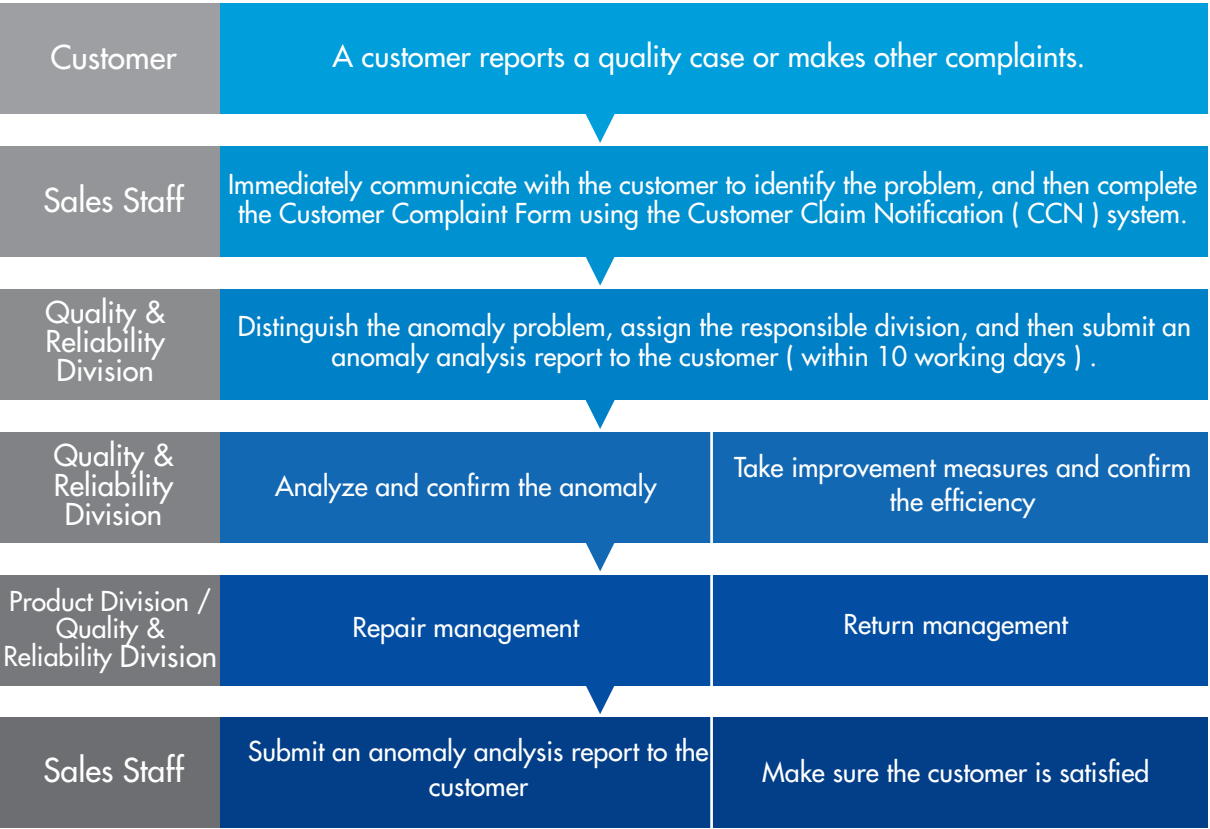 Customer
A customer reports a quality case or makes other complaints.
Sales Staff
Immediately communicate with the customer to identify the problem, and then complete
the Customer Complaint Form using the Customer Claim Notification ( CCN ) system.
Quality &
Reliability
Division
Distinguish the anomaly problem, assign the responsible division, and then submit an
anomaly analysis report to the customer ( within 10 working days ) .
Quality &
Reliability
Division
Analyze and confirm the anomaly
Take improvement measures and confirm
the efficiency
Product Division /
Quality &
Reliability Division
Repair management
Return management
Sales Staff
Submit an anomaly analysis report to the
customer
Make sure the customer is satisfied